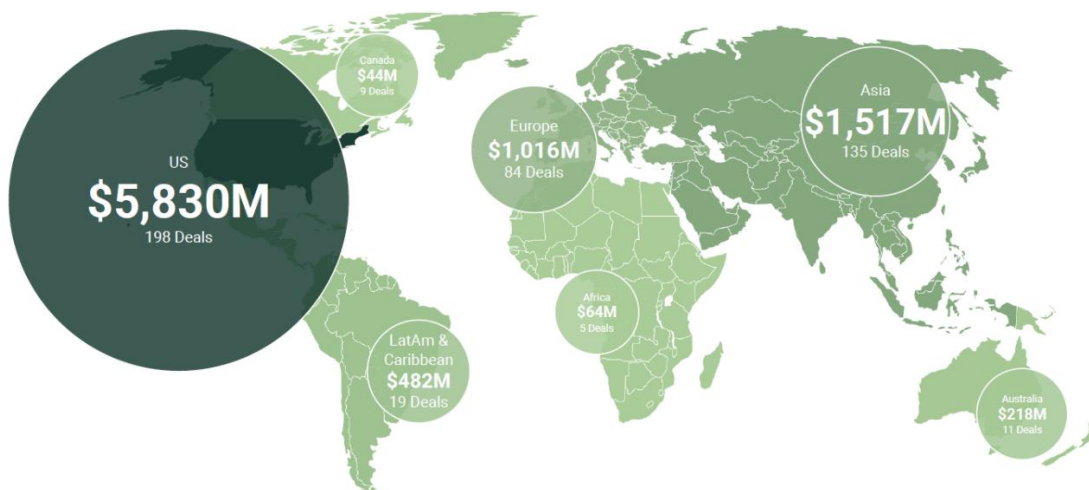 US
$5,830M
198 Deals
Canada
$44M
9 Deals
Europe
$1,016M
84 Deals
Asia
$1,517M
135 Deals
LatAm &
Caribbean
$482M
19 Deals
Africa
$64M
5 Deals
Australia
$218M
11 Deals